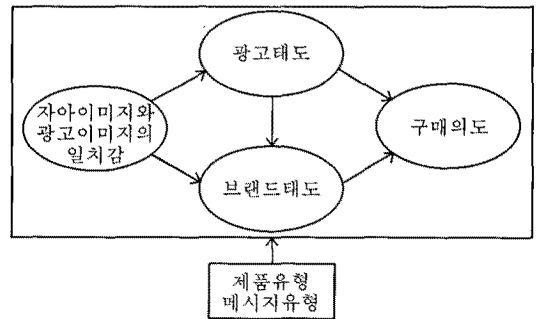 광고태도
자아이미지와
광고이미지의
일치감
구매의도
브랜드태도
제품유형
메시지유형